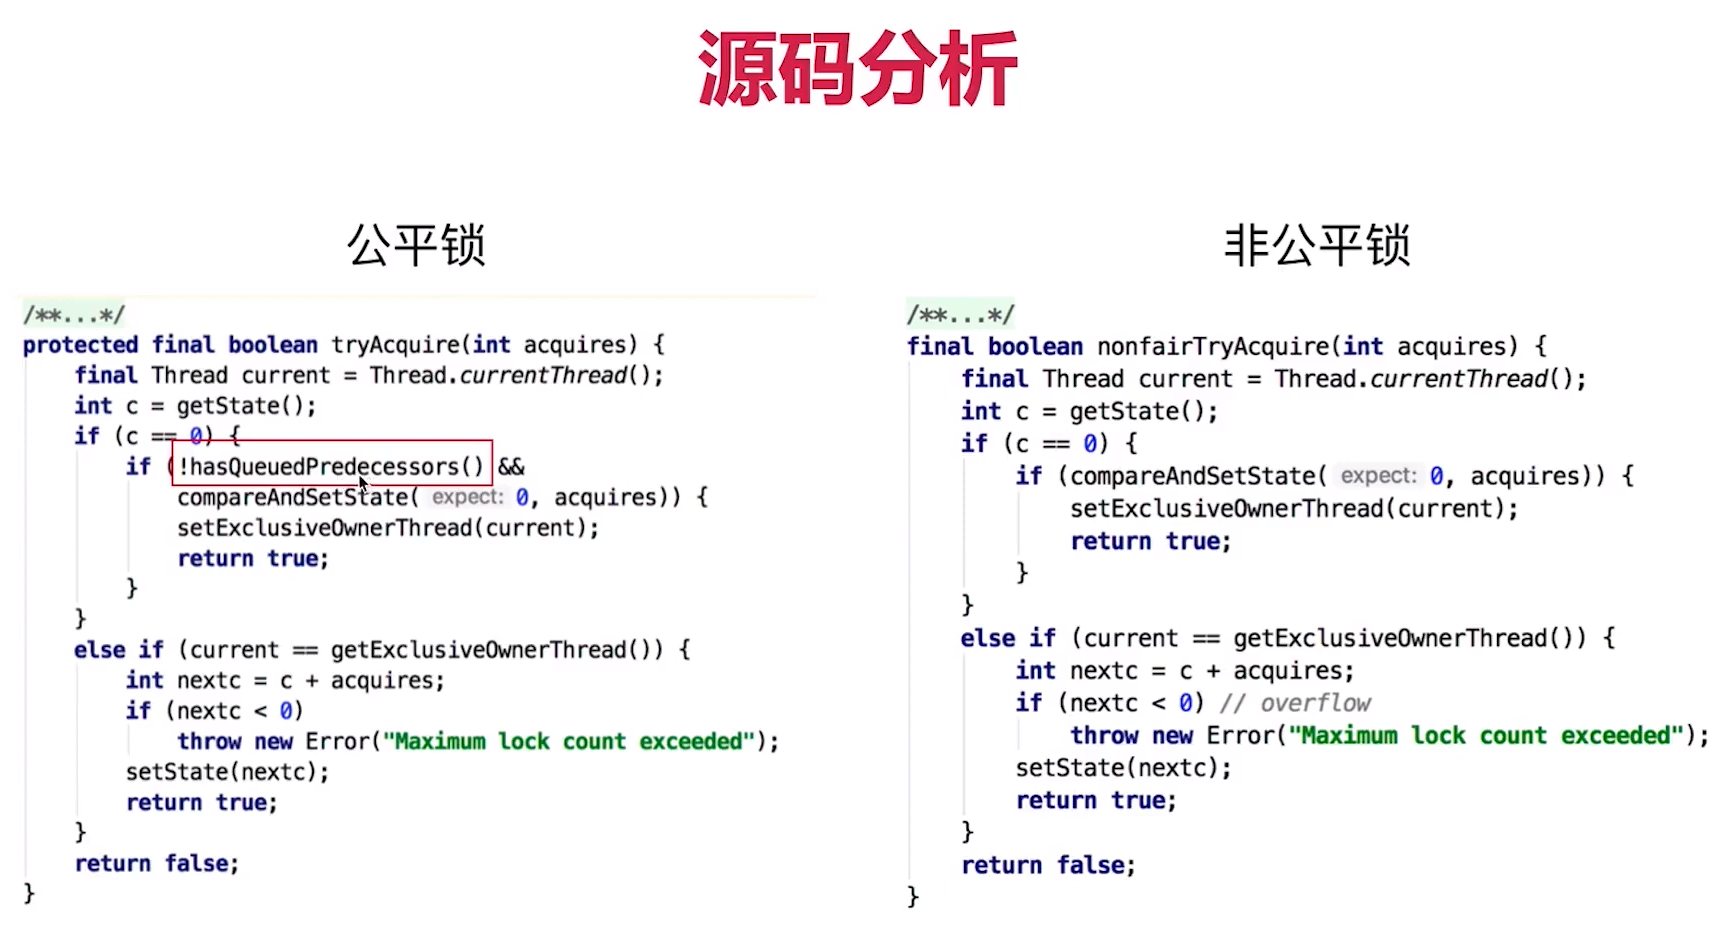 源码分析
公平锁
/**...*/
protected final boolean tryAcquire(int acquires) {
final Thread current = Thread.currentThread();
int c = getState();
if (c == 0) {
if (!hasQueuedPredecessors() &&
compareAndSetState( expect: 0, acquires)) {
setExclusiveOwnerThread(current);
return true;
}
}
else if (current == getExclusiveOwnerThread()) {
int nextc = c + acquires;
if (nextc < 0)
throw new Error("Maximum lock count exceeded");
setState(nextc);
return true;
}
return false;
}
非公平锁
/**...*/
final boolean nonfairTryAcquire(int acquires) {
final Thread current = Thread.currentThread();
int c = getState();
if (c == 0) {
if (compareAndSetState( expect: 0, acquires)) {
setExclusiveOwnerThread(current);
return true;
}
}
else if (current == getExclusiveOwnerThread()) {
int nextc = c + acquires;
if (nextc < 0) // overflow
throw new Error("Maximum lock count exceeded");
setState(nextc);
return true;
}
return false;
}